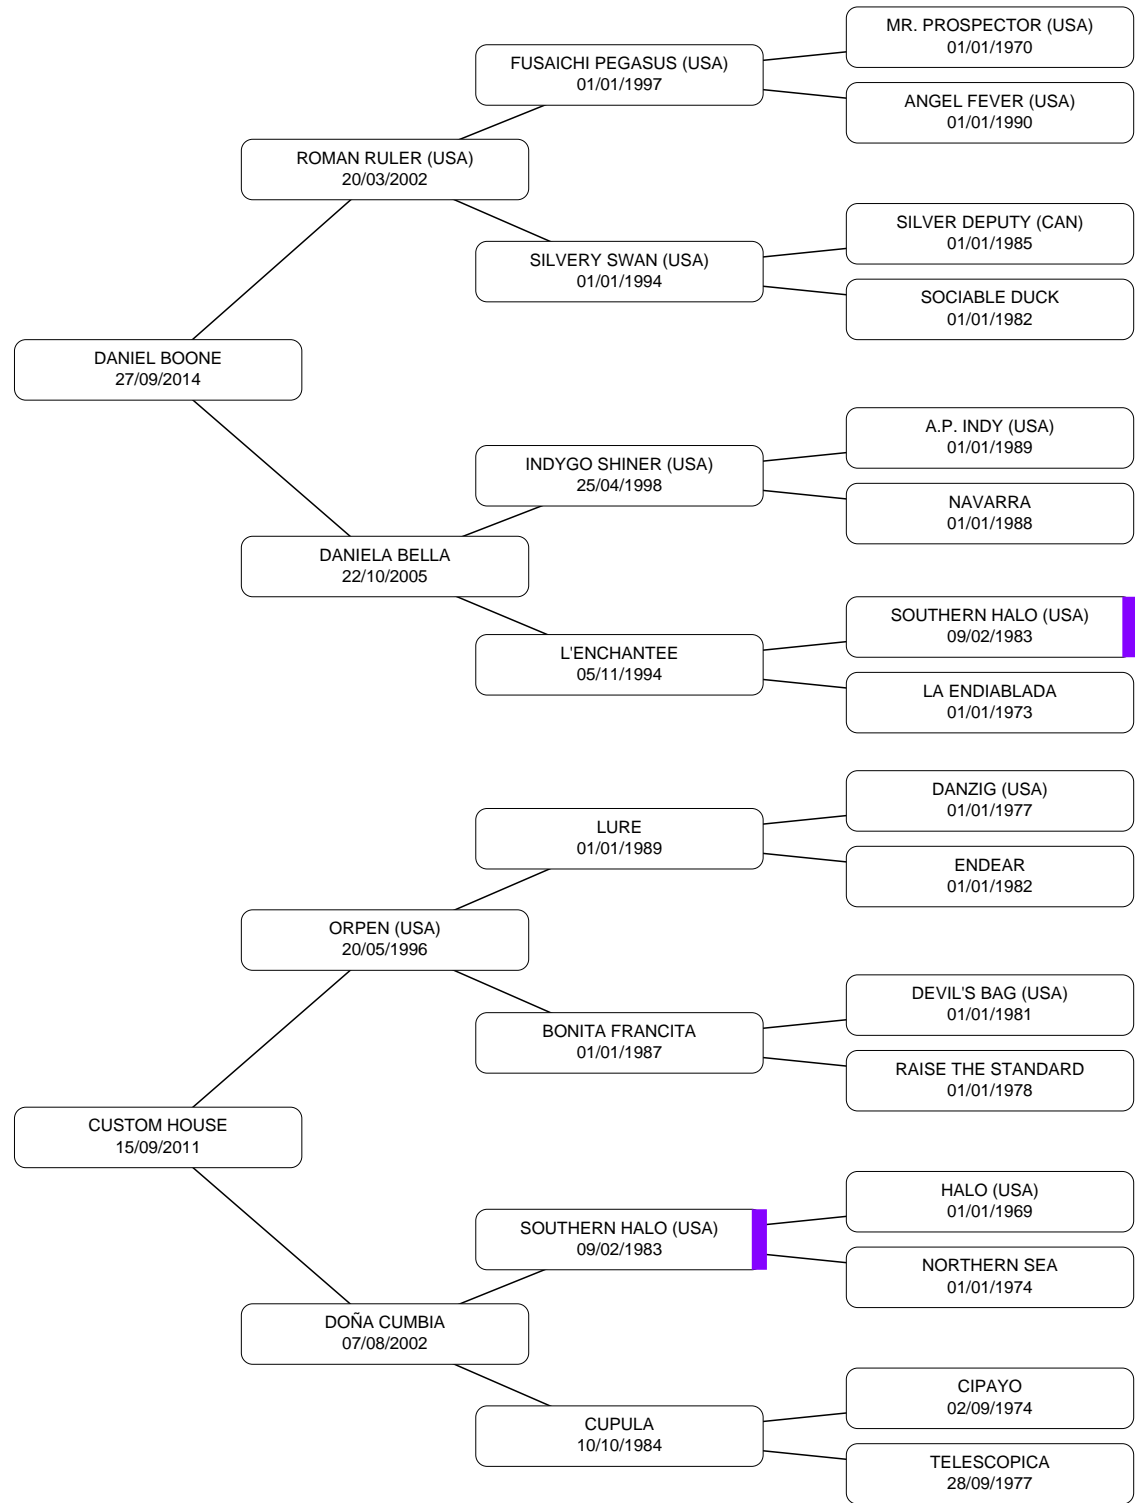 MR. PROSPECTOR (USA)
01/01/1970
FUSAICHI PEGASUS (USA)
01/01/1997
ANGEL FEVER (USA)
01/01/1990
ROMAN RULER (USA)
20/03/2002
SILVER DEPUTY (CAN)
01/01/1985
SILVERY SWAN (USA)
01/01/1994
SOCIABLE DUCK
01/01/1982
DANIEL BOONE
27/09/2014
A.P. INDY (USA)
01/01/1989
INDYGO SHINER (USA)
25/04/1998
NAVARRA
01/01/1988
DANIELA BELLA
22/10/2005
SOUTHERN HALO (USA)
09/02/1983
L'ENCHANTEE
05/11/1994
LA ENDIABLADA
01/01/1973
DANZIG (USA)
01/01/1977
LURE
01/01/1989
ENDEAR
01/01/1982
ORPEN (USA)
20/05/1996
DEVIL'S BAG (USA)
01/01/1981
BONITA FRANCITA
01/01/1987
RAISE THE STANDARD
01/01/1978
CUSTOM HOUSE
15/09/2011
HALO (USA)
01/01/1969
SOUTHERN HALO (USA)
09/02/1983
NORTHERN SEA
01/01/1974
DOÑA CUMBIA
07/08/2002
CIPAYO
02/09/1974
CUPULA
10/10/1984
TELESCOPICA
28/09/1977